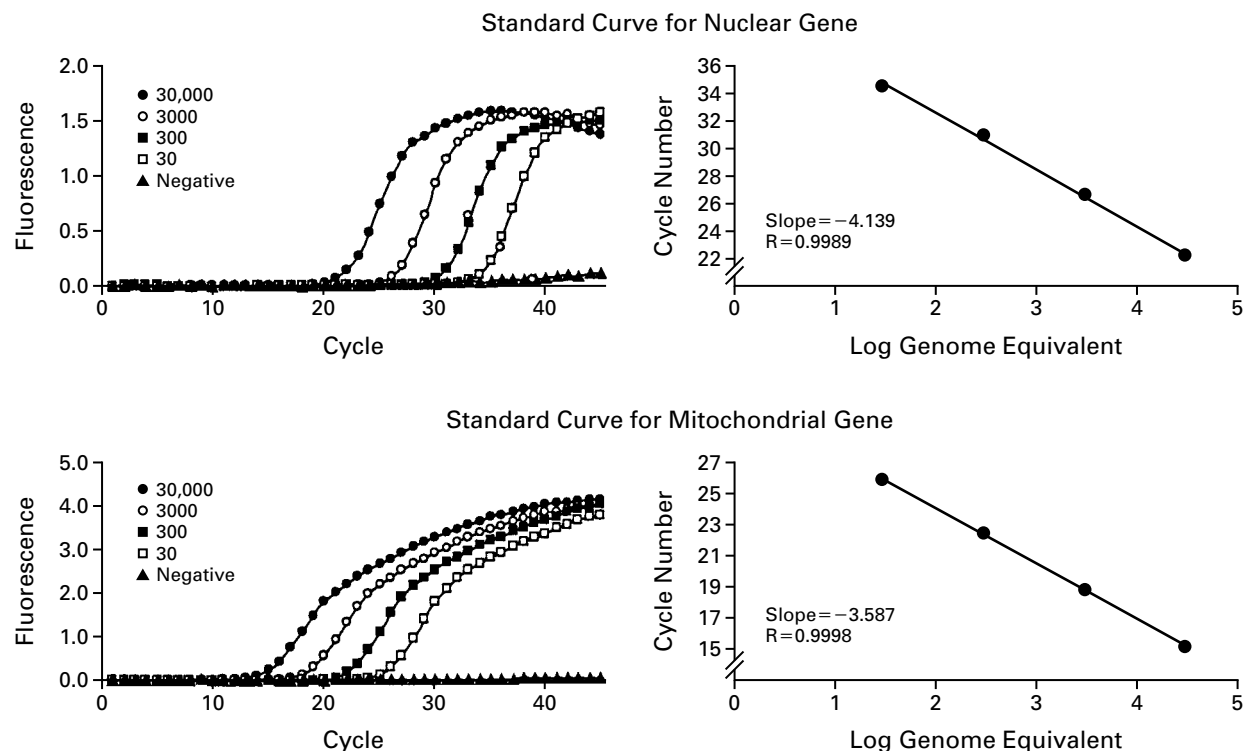 Standard Curve for Nuclear Gene
Fluorescence
2.0
1.5
1.0
0.5
0.0
30,000
3000
300
30
Negative
0 10 20 30 40
Cycle
Cycle Number
36
34
31
28
26
24
22
Slope=−4.139
R=0.9989
0 1 2 3 4 5
Log Genome Equivalent
Standard Curve for Mitochondrial Gene
Fluorescence
5.0
4.0
3.0
2.0
1.0
0.0
30,000
3000
300
30
Negative
0 10 20 30 40
Cycle
Cycle Number
27
25
23
19
17
15
Slope=−3.587
R=0.9998
0 1 2 3 4 5
Log Genome Equivalent